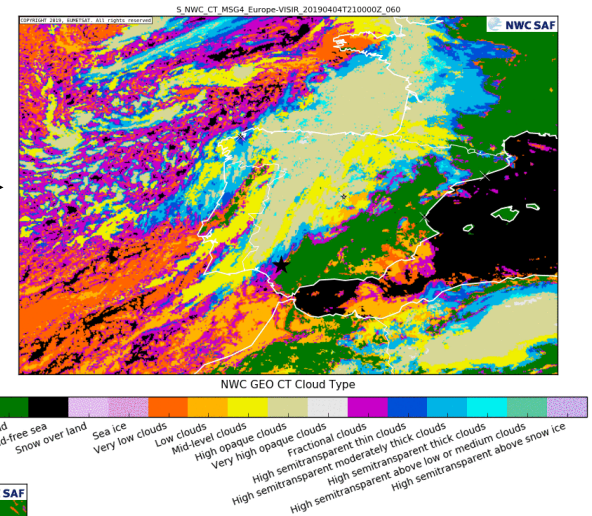 S_NWC_CT_MSG4_Europe-VISIR_20190404T210000Z_060
COPYRIGHT 2019, EUMETSAT, All rights reserved
NWC SAF
NWC GEO CT Cloud Type
d
d-free sea
Snow over land
Sea ice
Very low clouds
Low clouds
Mid-level clouds
High opaque clouds
Very high opaque clouds
Fractional clouds
High semitransparent thin clouds
High semitransparent moderately thick clouds
High semitransparent thick clouds
High semitransparent above low or medium clouds
High semitransparent above snow ice
SAF